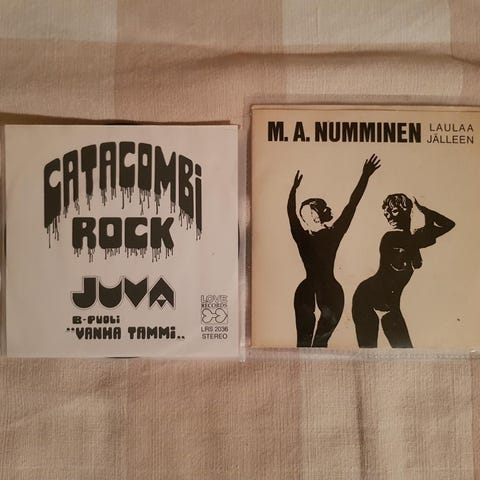 CATACOMBi
ROCK
JUVA
B-PUOLi
"VANHA TAMMi..
LOVE
RECORDS
LRS 2036
STEREO
M. A. NUMMINEN LAULAA
JÄLLEEN